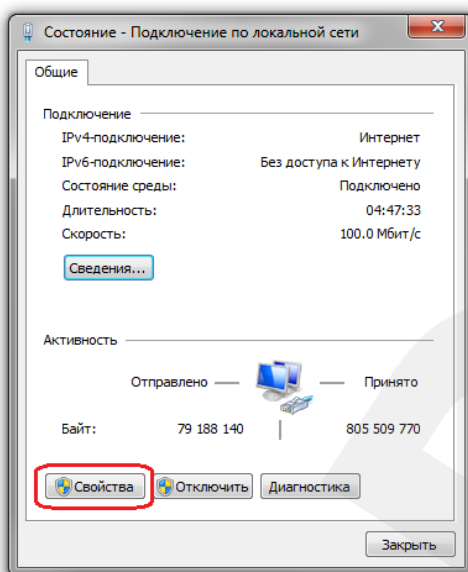 Состояние - Подключение по локальной сети
Общие
Подключение
IPv4-подключение: Интернет
IPv6-подключение: Без доступа к Интернету
Состояние среды: Подключено
Длительность: 04:47:33
Скорость: 100.0 Мбит/с
Сведения...
Активность
Отправлено — — Принято
Байт: 79 188 140 | 805 509 770
Свойства Отключить Диагностика
Закрыть